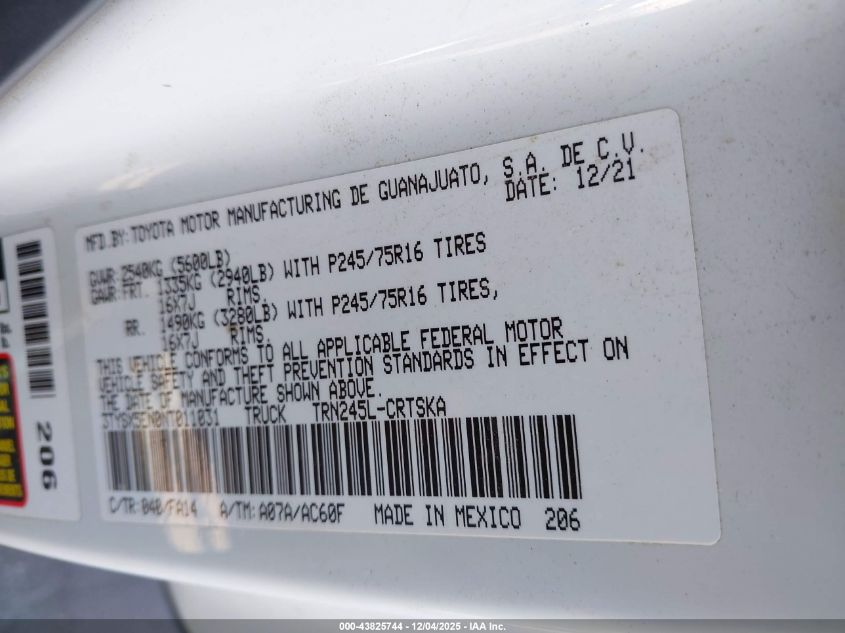 MFD.BY:TOYOTA MOTOR MANUFACTURING DE GUANAJUATO, S.A. DE C.V.
DATE: 12/21
GVWR:2540KG (5600LB)
GAWR:FRT. 1335KG (2940LB) WITH P245/75R16 TIRES
16X7J RIMS,
RR. 1490KG (3280LB) WITH P245/75R16 TIRES,
16X7J RIMS,
THIS VEHICLE CONFORMS TO ALL APPLICABLE FEDERAL MOTOR
VEHICLE SAFETY AND THEFT PREVENTION STANDARDS IN EFFECT ON
THE DATE OF MANUFACTURE SHOWN ABOVE.
3TYSX5EN0NT011031 TRUCK TRN245L-CRTSKA
C/TR:040/FA14 A/TM:A07A/AC60F MADE IN MEXICO 206
206
000-43825744 - 12/04/2025 - IAA Inc.